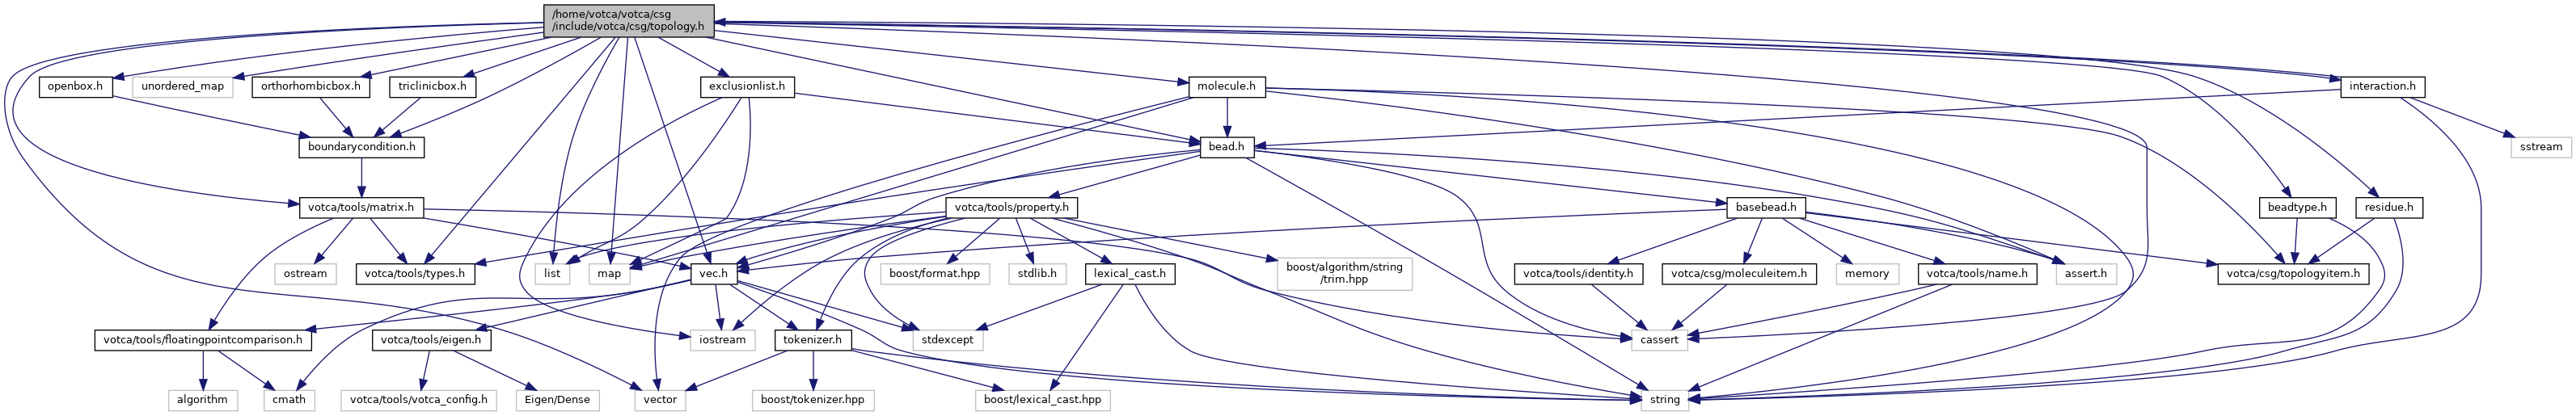 /home/votca/votca/csg
/include/votca/csg/topology.h
openbox.h
unordered_map
orthorhombicbox.h
triclinicbox.h
exclusionlist.h
molecule.h
interaction.h
boundarycondition.h
bead.h
sstream
votca/tools/matrix.h
votca/tools/property.h
basebead.h
beadtype.h
residue.h
ostream
votca/tools/types.h
list
map
vec.h
boost/format.hpp
stdlib.h
lexical_cast.h
boost/algorithm/string
/trim.hpp
votca/tools/identity.h
votca/csg/moleculeitem.h
memory
votca/tools/name.h
assert.h
votca/csg/topologyitem.h
votca/tools/floatingpointcomparison.h
votca/tools/eigen.h
iostream
tokenizer.h
stdexcept
cassert
algorithm
cmath
votca/tools/votca_config.h
Eigen/Dense
vector
boost/tokenizer.hpp
boost/lexical_cast.hpp
string